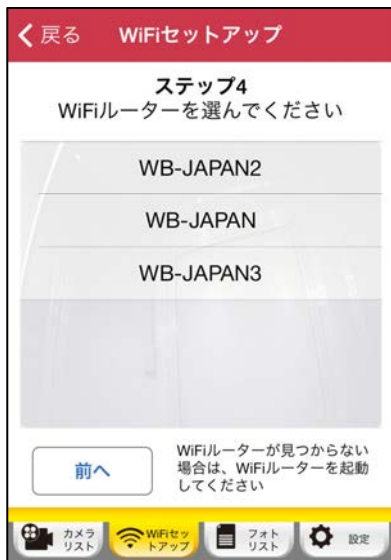 戻る WiFiセットアップ
ステップ4
WiFiルーターを選んでください
WB-JAPAN2
WB-JAPAN
WB-JAPAN3
前へ
WiFiルーターが見つからない
場合は、WiFiルーターを起動
してください
カメラ
リスト
WiFiセッ
トアップ
フォト
リスト
設定